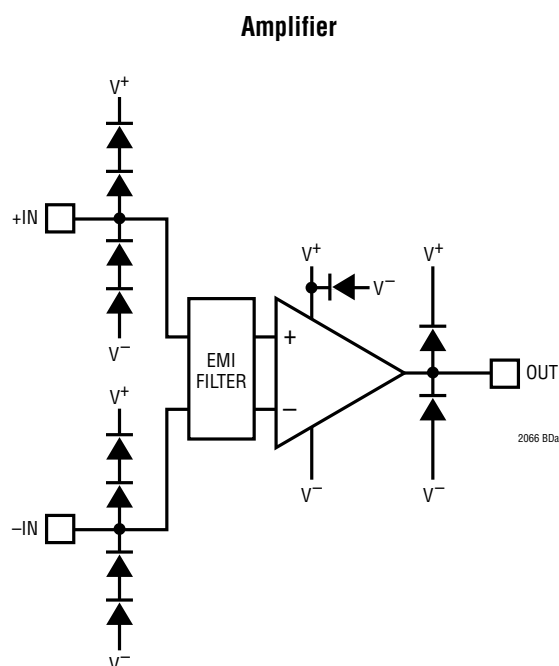 Amplifier
V+
+IN
V−
V+
V−
EMI
FILTER
+
−
V+
V−
V+
OUT
V−
V−
2066 BDa
–IN
V−